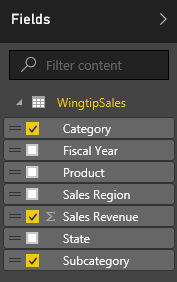 Fields
Filter content
WingtipSales
Category
Fiscal Year
Product
Sales Region
Σ Sales Revenue
State
Subcategory